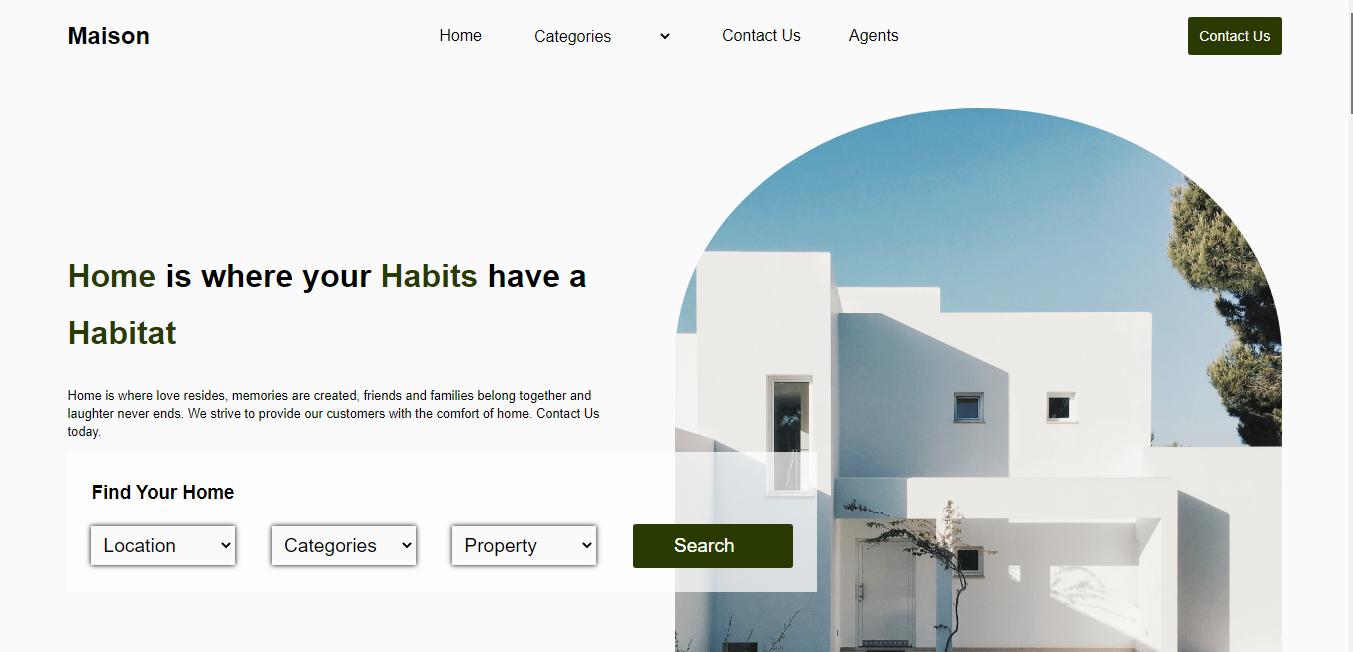 Maison
Home
Categories
Contact Us
Agents
Contact Us
Home is where your Habits have a
Habitat
Home is where love resides, memories are created, friends and families belong together and
laughter never ends. We strive to provide our customers with the comfort of home. Contact Us
today.
Find Your Home
Location
Categories
Property
Search